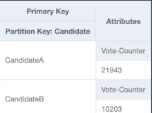 Primary Key
Attributes
Partition Key: Candidate
CandidateA
Vote-Counter
21943
CandidateB
Vote-Counter
10203